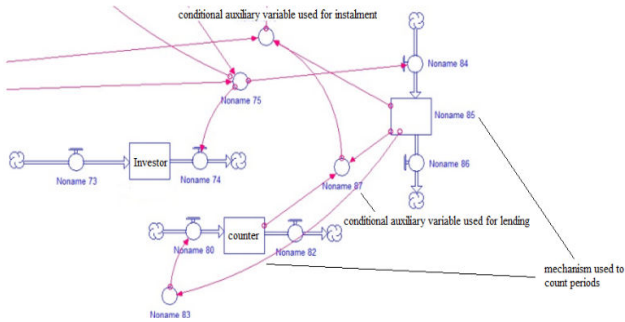 conditional auxiliary variable used for instalment
Noname 84
Noname 75
Noname 85
Investor
Noname 73
Noname 74
Noname 86
Noname 87
conditional auxiliary variable used for lending
counter
Noname 80
Noname 82
mechanism used to
count periods
Noname 83